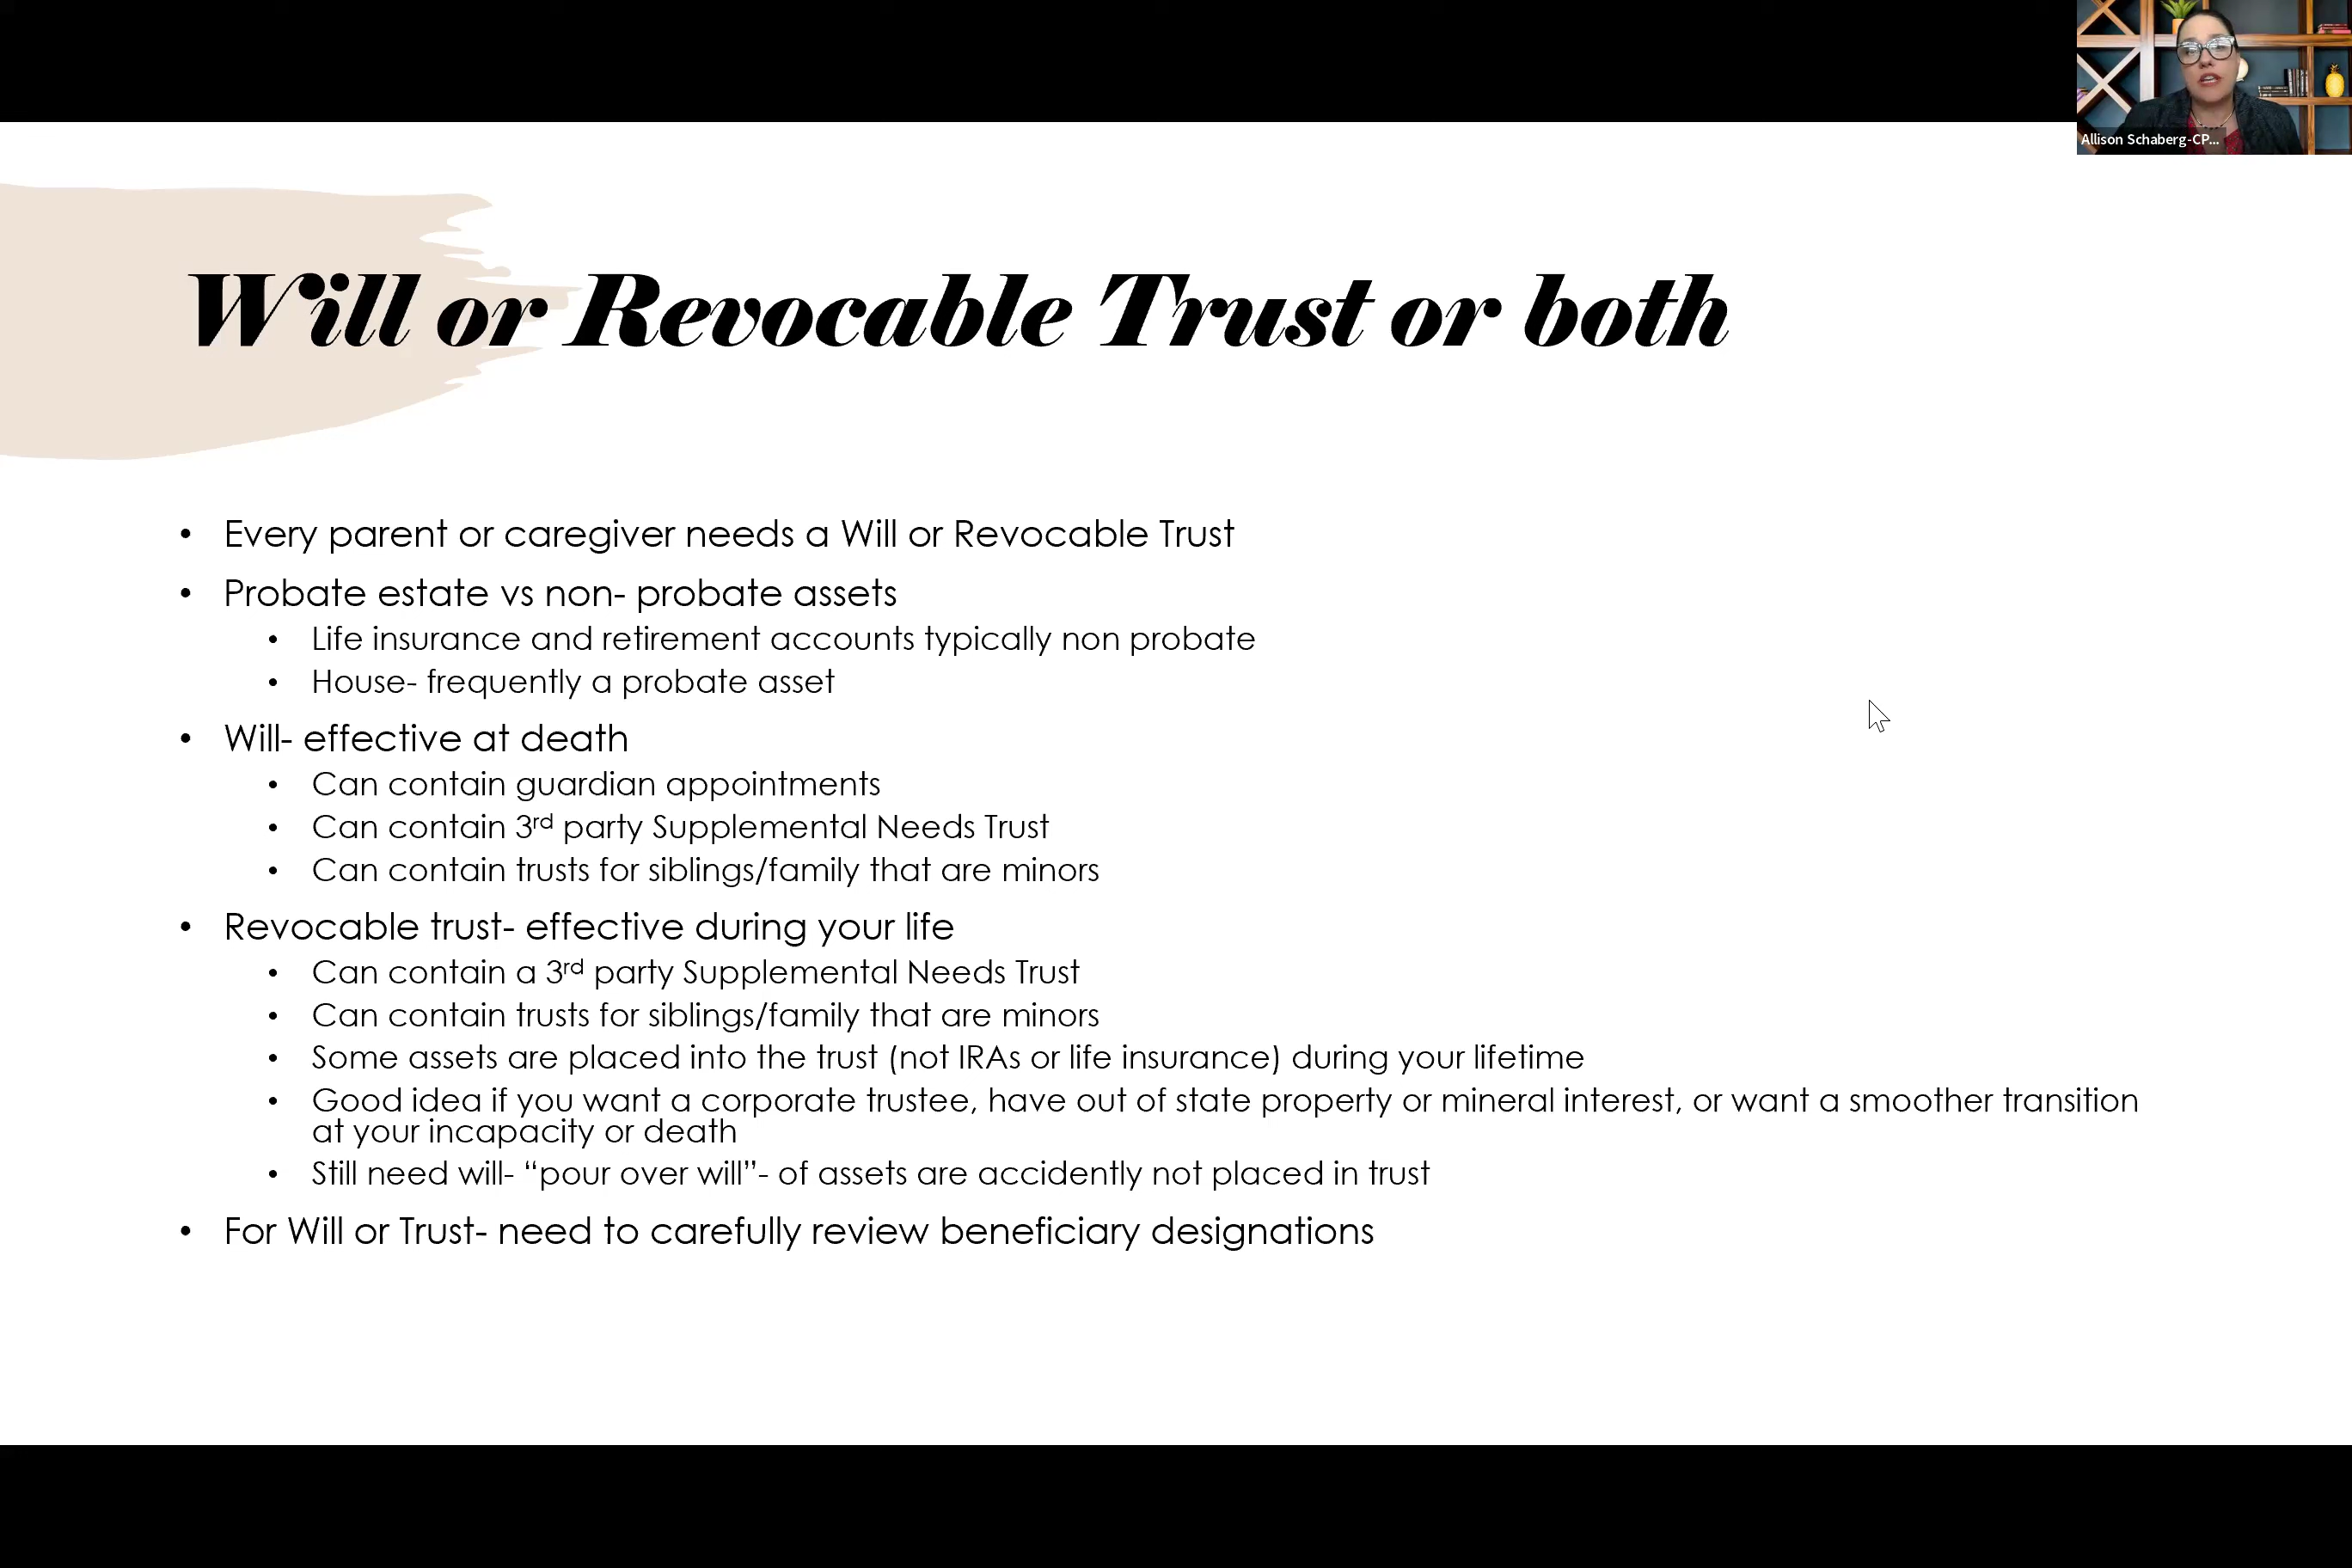 Allison Schaberg-CP...
Will or Revocable Trust or both
• Every parent or caregiver needs a Will or Revocable Trust
• Probate estate vs non- probate assets
• Life insurance and retirement accounts typically non probate
• House- frequently a probate asset
• Will- effective at death
• Can contain guardian appointments
• Can contain 3rd party Supplemental Needs Trust
• Can contain trusts for siblings/family that are minors
• Revocable trust- effective during your life
• Can contain a 3rd party Supplemental Needs Trust
• Can contain trusts for siblings/family that are minors
• Some assets are placed into the trust (not IRAs or life insurance) during your lifetime
• Good idea if you want a corporate trustee, have out of state property or mineral interest, or want a smoother transition
at your incapacity or death
• Still need will- “pour over will”- of assets are accidently not placed in trust
• For Will or Trust- need to carefully review beneficiary designations